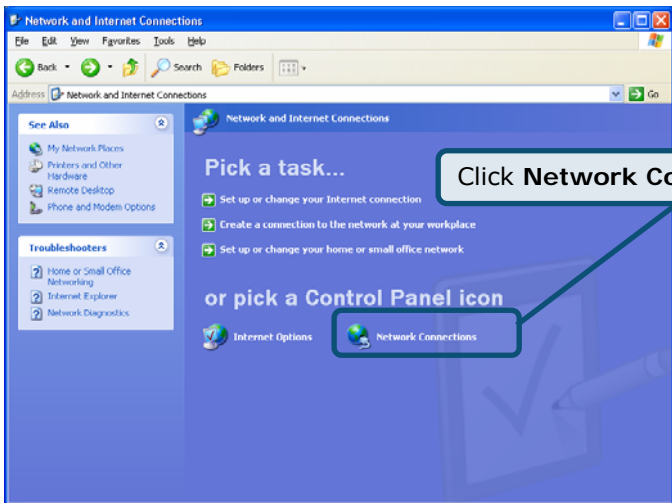 Network and Internet Connections
File Edit View Favorites Tools Help
Back Search Folders
Address Network and Internet Connections Go
See Also
My Network Places
Printers and Other
Hardware
Remote Desktop
Phone and Modem Options
Troubleshooters
Home or Small Office
Networking
Internet Explorer
Network Diagnostics
Network and Internet Connections
Pick a task...
Set up or change your Internet connection
Create a connection to the network at your workplace
Set up or change your home or small office network
Click Network Co
or pick a Control Panel icon
Internet Options Network Connections